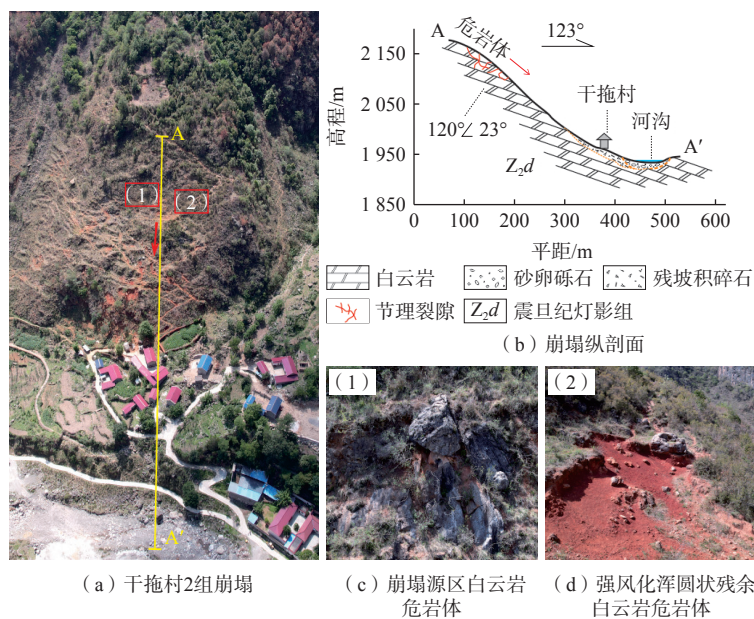 A
（1）
（2）
A′
（a）干拖村2组崩塌
A
危岩体
123°
2 150
2 050
1 950
1 850
高程/m
120°∠ 23°
Z₂d
干拖村
河沟
A′
0 100 200 300 400 500 600
平距/m
白云岩 砂卵砾石 残坡积碎石
节理裂隙 Z₂d 震旦纪灯影组
（b）崩塌纵剖面
（1）
（c）崩塌源区白云岩
危岩体
（2）
（d）强风化浑圆状残余
白云岩危岩体